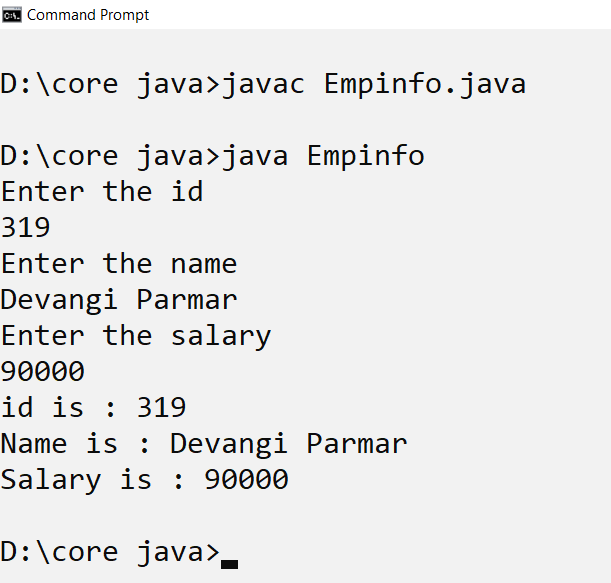 Command Prompt
D:\core java>javac Empinfo.java
D:\core java>java Empinfo
Enter the id
319
Enter the name
Devangi Parmar
Enter the salary
90000
id is : 319
Name is : Devangi Parmar
Salary is : 90000
D:\core java>